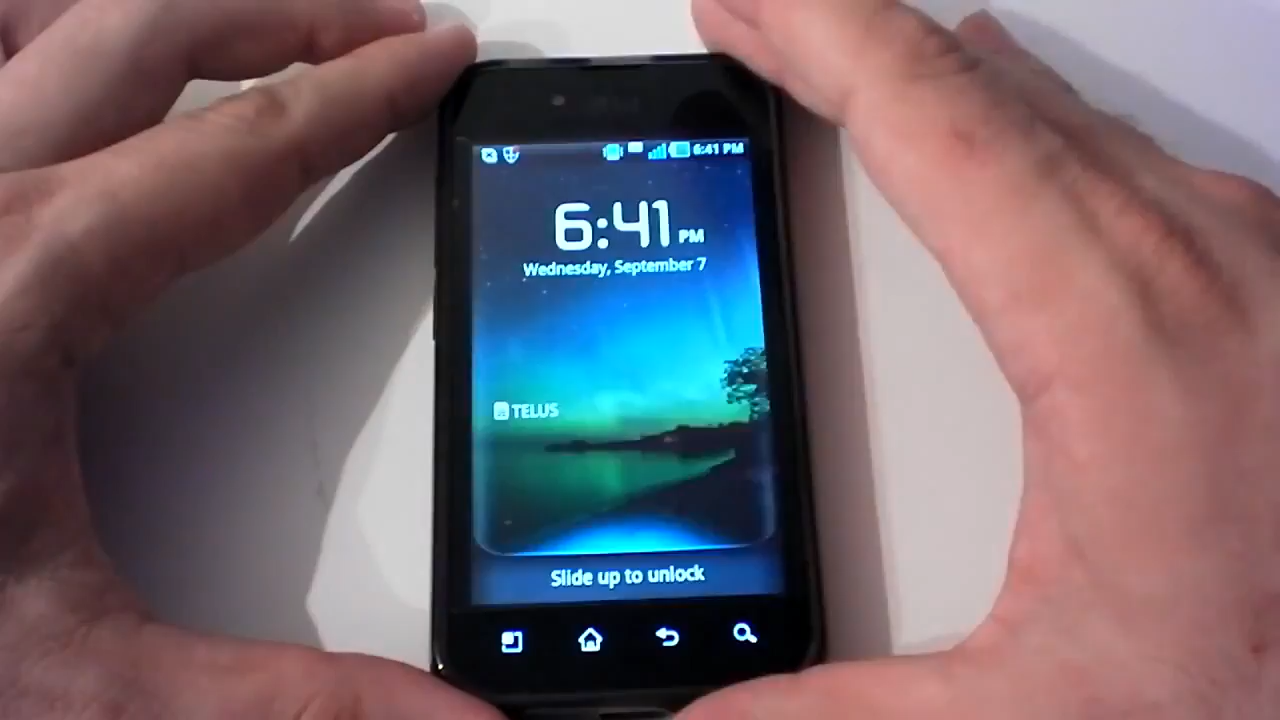 6:41 PM
6:41 PM
Wednesday, September 7
TELUS
Slide up to unlock